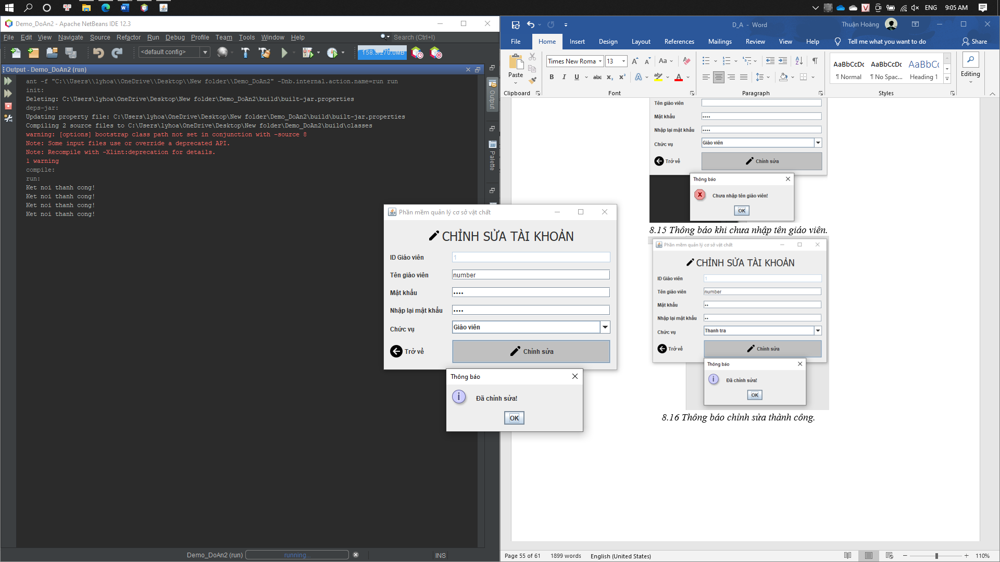 ENG
9:05 AM
Demo_DoAn2 - Apache NetBeans IDE 12.3
File Edit View Navigate Source Refactor Run Debug Profile Team Tools Window Help
Search (Ctrl+I)
<default config>
158.3/270.0MB
Output - Demo_DoAn2 (run)
ant -f "C:\\Users\\lyhoa\\OneDrive\\Desktop\\New folder\\Demo_DoAn2" -Dnb.internal.action.name=run run
init:
Deleting: C:\Users\lyhoa\OneDrive\Desktop\New folder\Demo_DoAn2\build\built-jar.properties
deps-jar:
Updating property file: C:\Users\lyhoa\OneDrive\Desktop\New folder\Demo_DoAn2\build\built-jar.properties
Compiling 2 source files to C:\Users\lyhoa\OneDrive\Desktop\New folder\Demo_DoAn2\build\classes
warning: [options] bootstrap class path not set in conjunction with -source 8
Note: Some input files use or override a deprecated API.
Note: Recompile with -Xlint:deprecation for details.
1 warning
compile:
run:
Ket noi thanh cong!
Ket noi thanh cong!
Ket noi thanh cong!
Ket noi thanh cong!
Output
Palette
Demo_DoAn2 (run)
running...
INS
Phần mềm quản lý cơ sở vật chất
CHỈNH SỬA TÀI KHOẢN
ID Giáo viên 1
Tên giáo viên number
Mật khẩu
Nhập lại mật khẩu
Chức vụ Giáo viên
Trở về Chỉnh sửa
Thông báo
Đã chỉnh sửa!
OK
D_A - Word
Thuận Hoàng
File Home Insert Design Layout References Mailings Review View Help Tell me what you want to do Share
Paste
Times New Roma 13
AaBbCcDc AaBbCcDc AaBbCc
¶ Normal ¶ No Spac... Heading 1
Editing
Clipboard Font Paragraph Styles
Tên giáo viên
Mật khẩu
Nhập lại mật khẩu
Chức vụ Giáo viên
Trở về Chỉnh sửa
Thông báo
Chưa nhập tên giáo viên!
OK
8.15 Thông báo khi chưa nhập tên giáo viên.
Phần mềm quản lý cơ sở vật chất
CHỈNH SỬA TÀI KHOẢN
ID Giáo viên 1
Tên giáo viên number
Mật khẩu
Nhập lại mật khẩu
Chức vụ Thanh tra
Trở về Chỉnh sửa
Thông báo
Đã chỉnh sửa!
OK
8.16 Thông báo chỉnh sửa thành công.
Page 55 of 61 1899 words English (United States)
110%